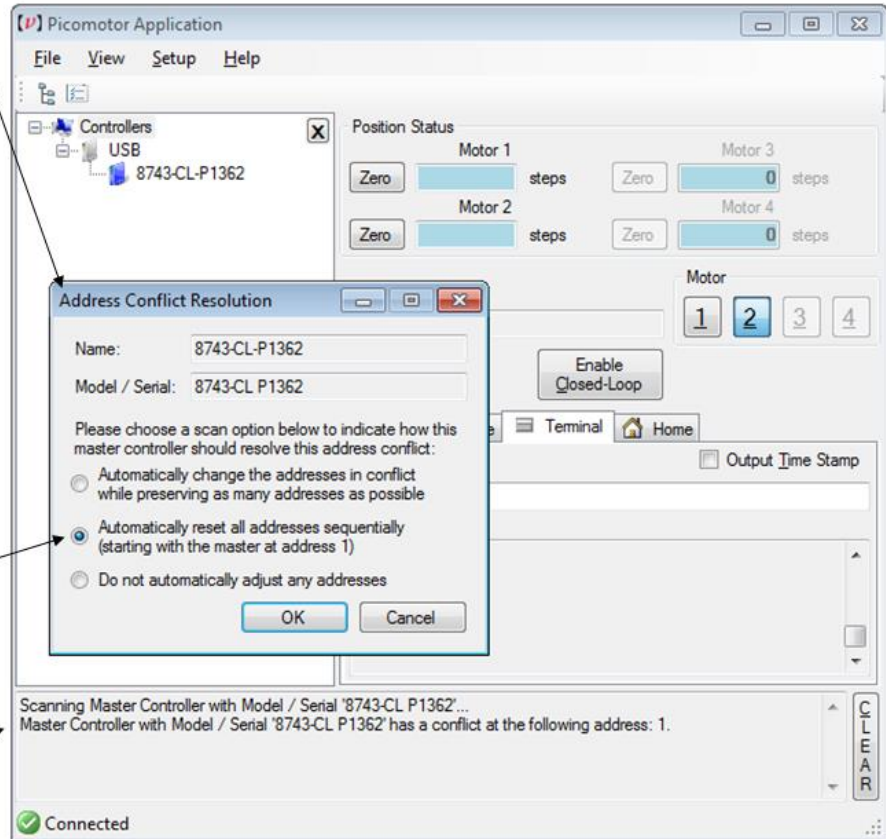 Picomotor Application
File View Setup Help
Controllers
USB
8743-CL-P1362
X
Position Status
Motor 1
Motor 3
Zero
steps
Zero
0
steps
Motor 2
Motor 4
Zero
steps
Zero
0
steps
Motor
1 2 3 4
Enable
Closed-Loop
e
Terminal
Home
Output Time Stamp
Address Conflict Resolution
Name: 8743-CL-P1362
Model / Serial: 8743-CL P1362
Please choose a scan option below to indicate how this
master controller should resolve this address conflict:
Automatically change the addresses in conflict
while preserving as many addresses as possible
Automatically reset all addresses sequentially
(starting with the master at address 1)
Do not automatically adjust any addresses
OK
Cancel
Scanning Master Controller with Model / Serial '8743-CL P1362'...
Master Controller with Model / Serial '8743-CL P1362' has a conflict at the following address: 1.
CLEAR
Connected